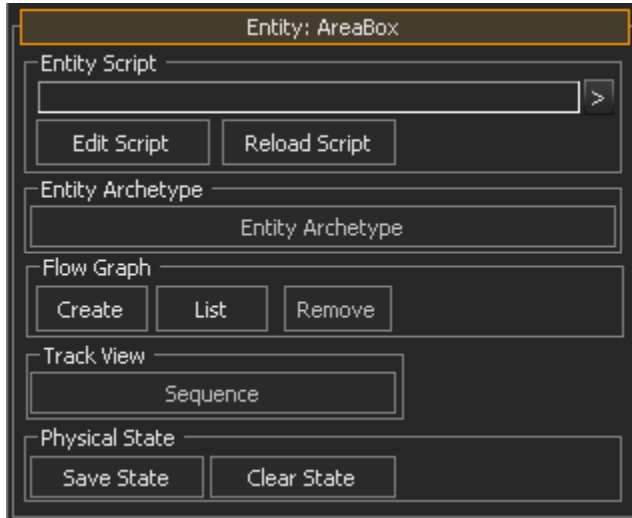 Entity: AreaBox
Entity Script
>
Edit Script Reload Script
Entity Archetype
Entity Archetype
Flow Graph
Create List Remove
Track View
Sequence
Physical State
Save State Clear State